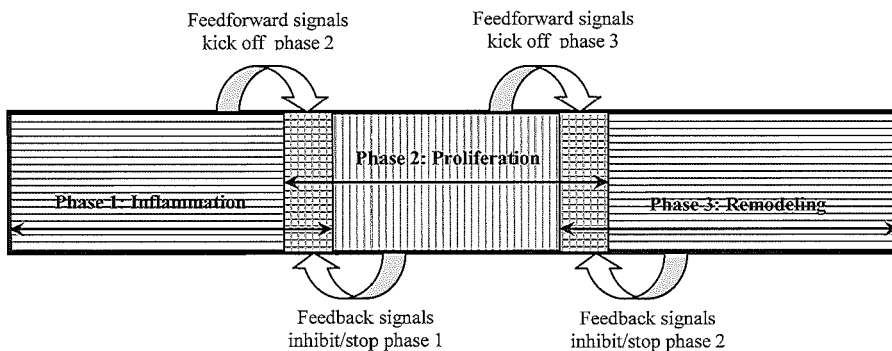 Feedforward signals
kick off phase 2
Feedforward signals
kick off phase 3
Phase 2: Proliferation
Phase 1: Inflammation
Phase 3: Remodeling
Feedback signals
inhibit/stop phase 1
Feedback signals
inhibit/stop phase 2